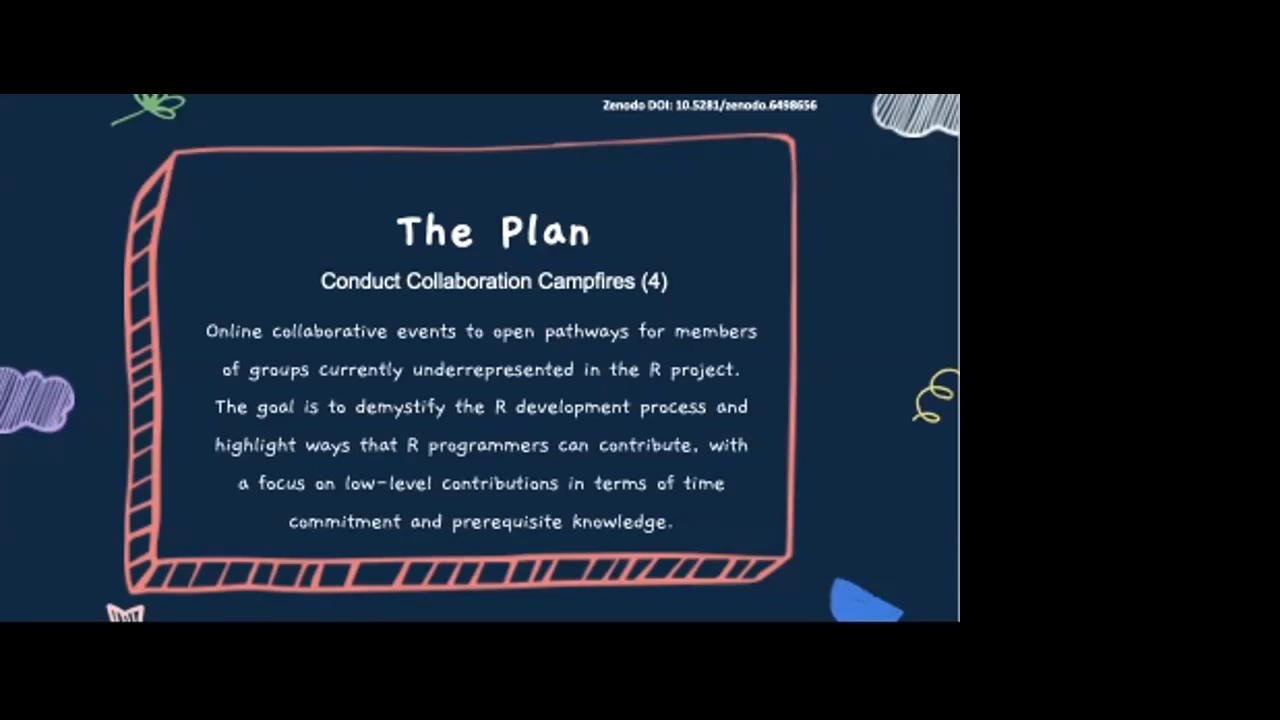 Zenodo DOI: 10.5281/zenodo.6498656
The Plan
Conduct Collaboration Campfires (4)
Online collaborative events to open pathways for members
of groups currently underrepresented in the R project.
The goal is to demystify the R development process and
highlight ways that R programmers can contribute, with
a focus on low-level contributions in terms of time
commitment and prerequisite knowledge.